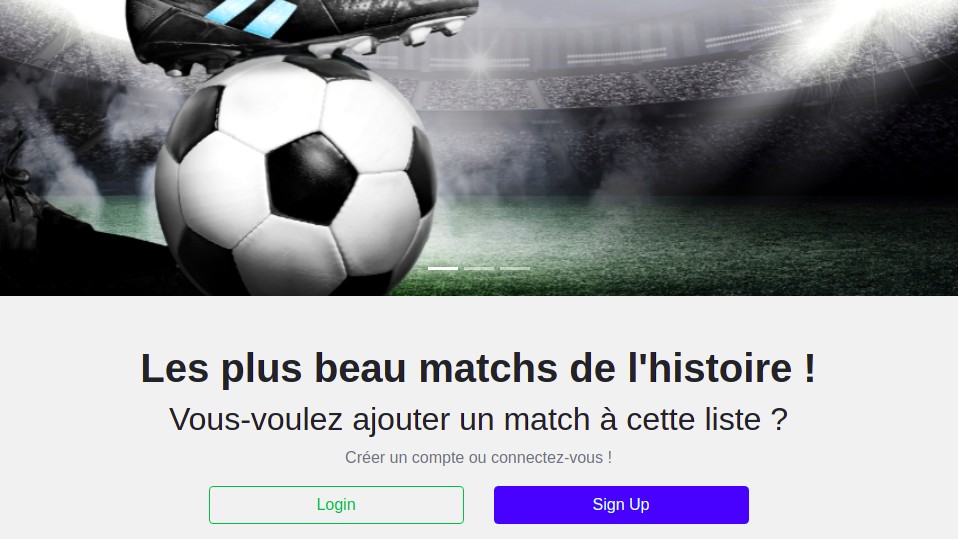 Les plus beau matchs de l'histoire !
Vous-voulez ajouter un match à cette liste ?
Créer un compte ou connectez-vous !
Login
Sign Up